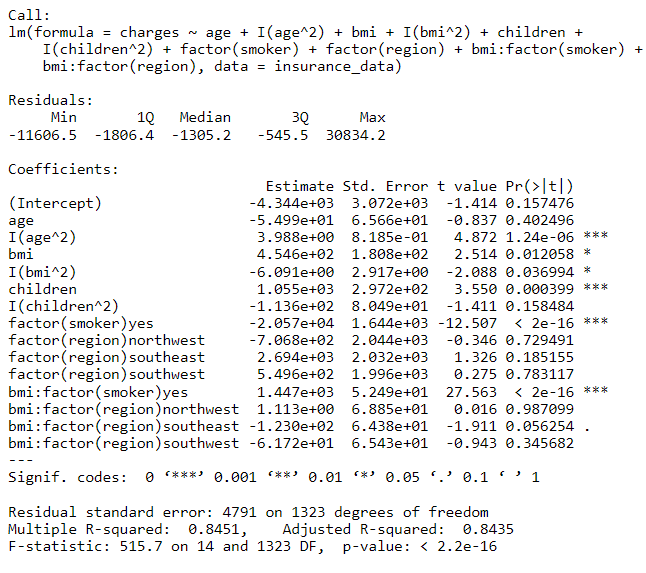 Call:
lm(formula = charges ~ age + I(age^2) + bmi + I(bmi^2) + children +
    I(children^2) + factor(smoker) + factor(region) + bmi:factor(smoker) +
    bmi:factor(region), data = insurance_data)

Residuals:
     Min       1Q   Median       3Q      Max
-11606.5  -1806.4  -1305.2   -545.5  30834.2

Coefficients:
                              Estimate Std. Error t value Pr(>|t|)
(Intercept)                 -4.344e+03  3.072e+03  -1.414 0.157476
age                         -5.499e+01  6.566e+01  -0.837 0.402496
I(age^2)                     3.988e+00  8.185e-01   4.872 1.24e-06 ***
bmi                          4.546e+02  1.808e+02   2.514 0.012058 *
I(bmi^2)                    -6.091e+00  2.917e+00  -2.088 0.036994 *
children                     1.055e+03  2.972e+02   3.550 0.000399 ***
I(children^2)               -1.136e+02  8.049e+01  -1.411 0.158484
factor(smoker)yes           -2.057e+04  1.644e+03 -12.507  < 2e-16 ***
factor(region)northwest     -7.068e+02  2.044e+03  -0.346 0.729491
factor(region)southeast      2.694e+03  2.032e+03   1.326 0.185155
factor(region)southwest      5.496e+02  1.996e+03   0.275 0.783117
bmi:factor(smoker)yes        1.447e+03  5.249e+01  27.563  < 2e-16 ***
bmi:factor(region)northwest  1.113e+00  6.885e+01   0.016 0.987099
bmi:factor(region)southeast -1.230e+02  6.438e+01  -1.911 0.056254 .
bmi:factor(region)southwest -6.172e+01  6.543e+01  -0.943 0.345682
---
Signif. codes:  0 ‘***’ 0.001 ‘**’ 0.01 ‘*’ 0.05 ‘.’ 0.1 ‘ ’ 1

Residual standard error: 4791 on 1323 degrees of freedom
Multiple R-squared:  0.8451,    Adjusted R-squared:  0.8435
F-statistic: 515.7 on 14 and 1323 DF,  p-value: < 2.2e-16